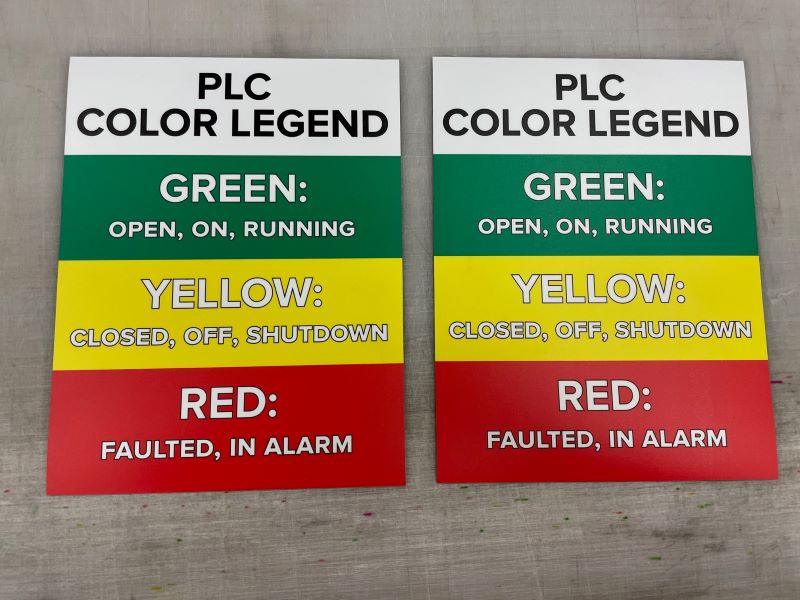 PLC
COLOR LEGEND
GREEN:
OPEN, ON, RUNNING
YELLOW:
CLOSED, OFF, SHUTDOWN
RED:
FAULTED, IN ALARM
PLC
COLOR LEGEND
GREEN:
OPEN, ON, RUNNING
YELLOW:
CLOSED, OFF, SHUTDOWN
RED:
FAULTED, IN ALARM